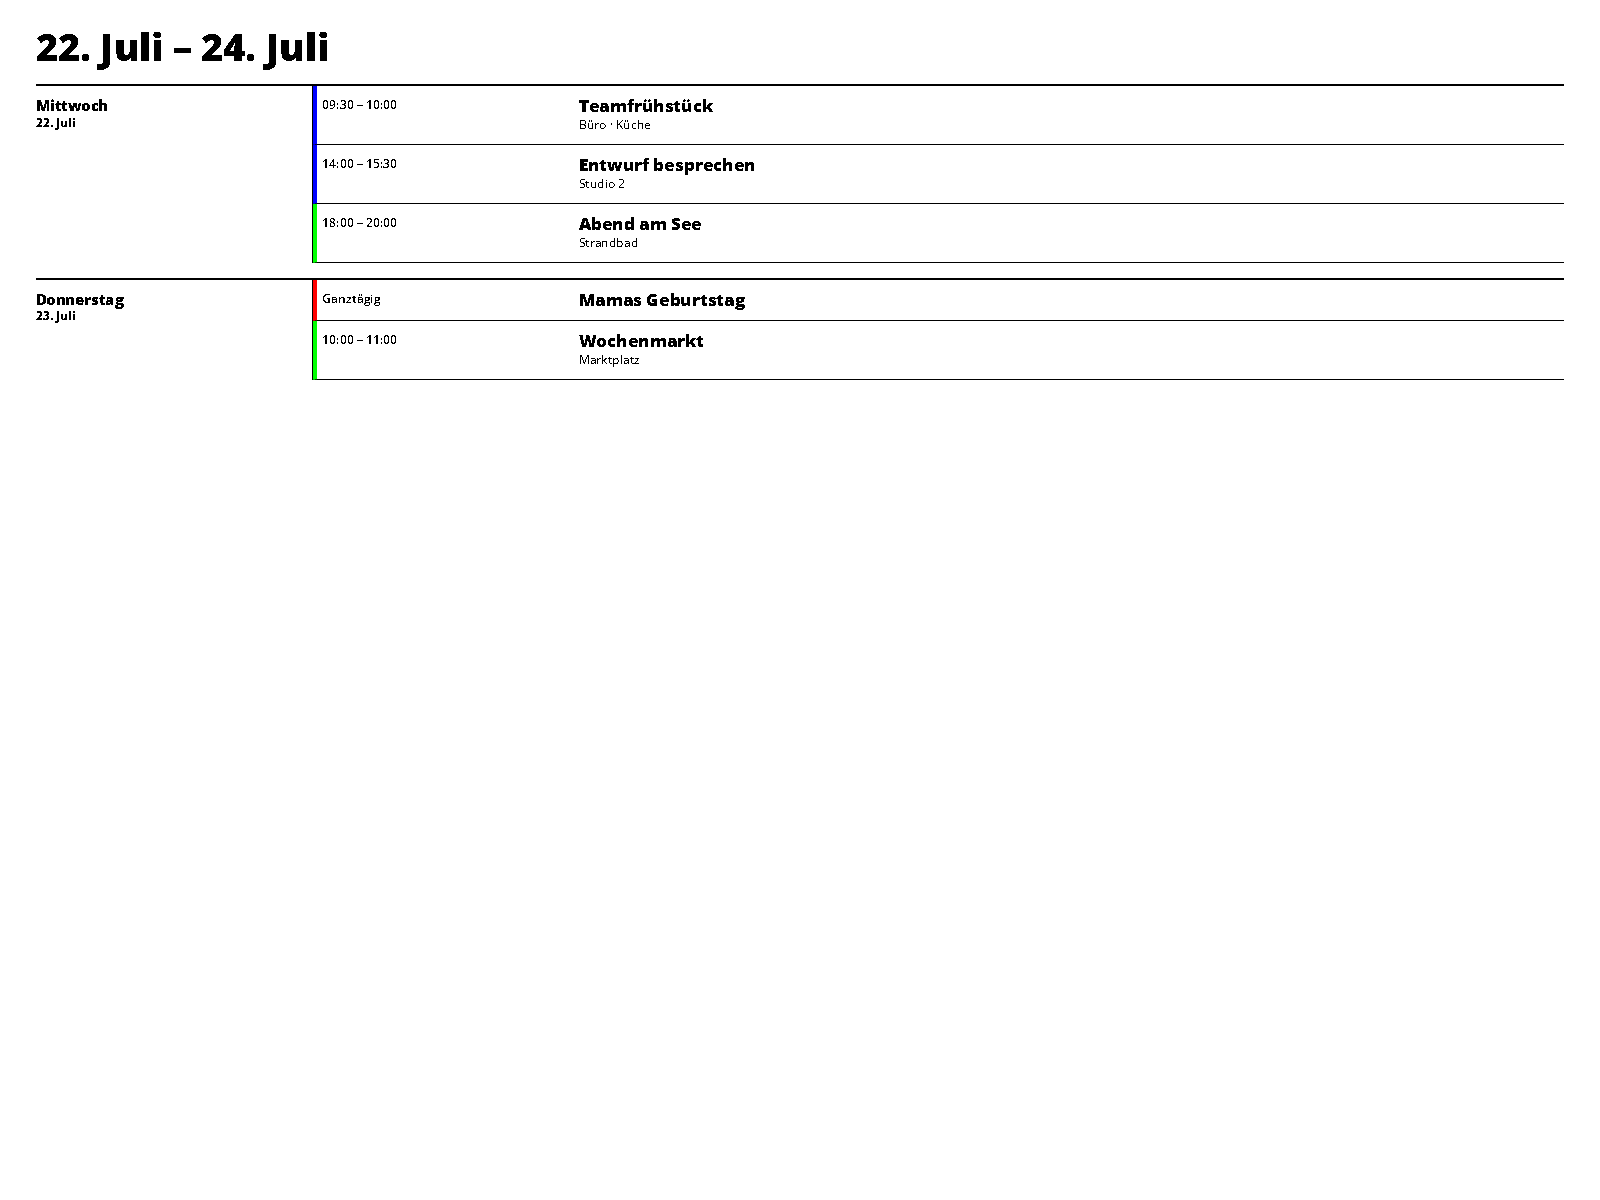 22. Juli – 24. Juli
Mittwoch
22. Juli
09:30 – 10:00
Teamfrühstück
Büro · Küche
14:00 – 15:30
Entwurf besprechen
Studio 2
18:00 – 20:00
Abend am See
Strandbad
Donnerstag
23. Juli
Ganztägig
Mamas Geburtstag
10:00 – 11:00
Wochenmarkt
Marktplatz